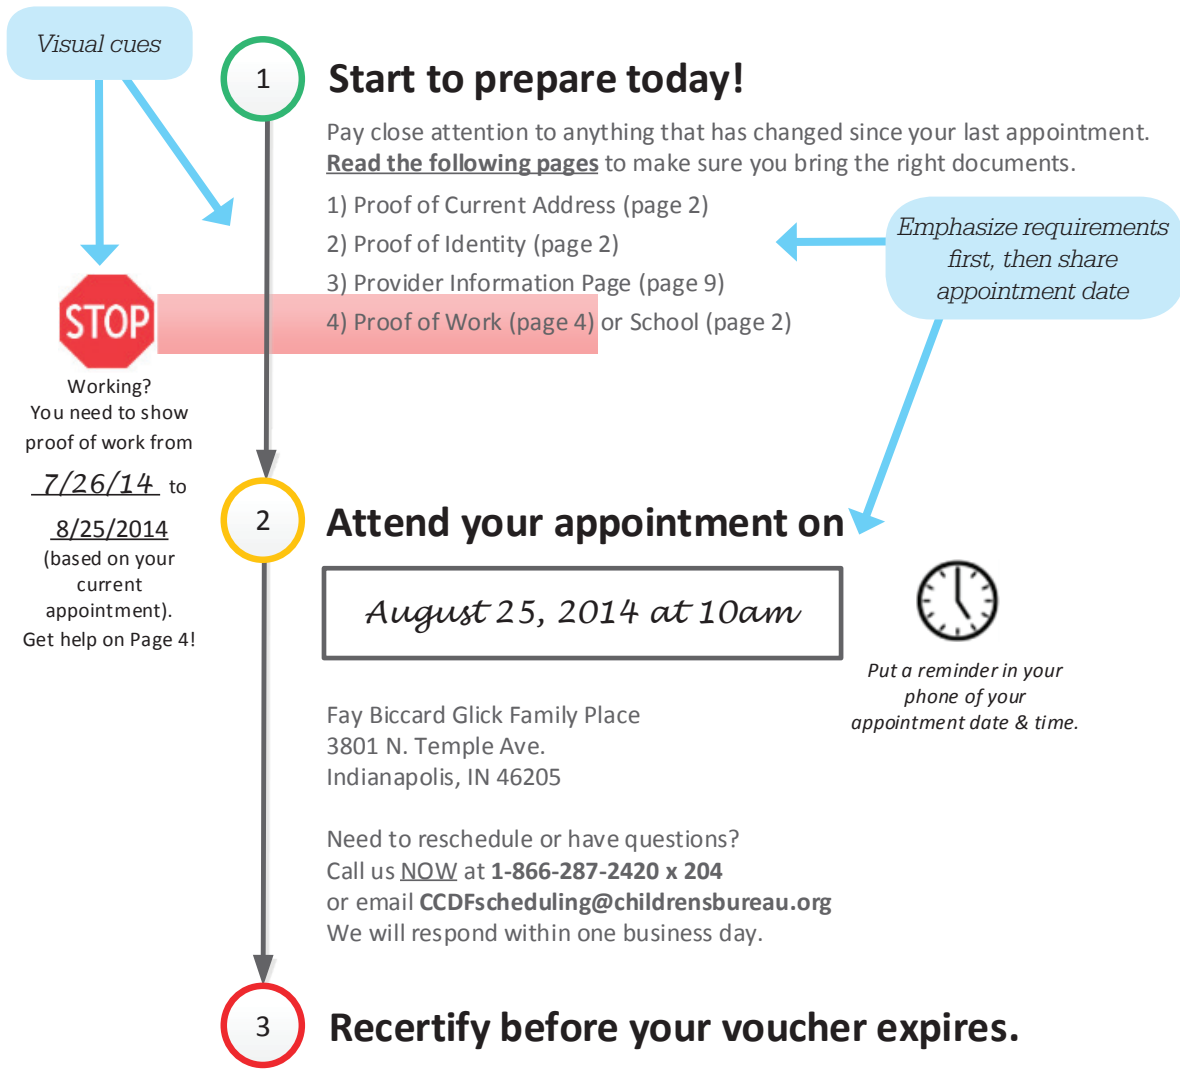 Visual cues
1
Start to prepare today!
Pay close attention to anything that has changed since your last appointment.
Read the following pages to make sure you bring the right documents.
1) Proof of Current Address (page 2)
2) Proof of Identity (page 2)
3) Provider Information Page (page 9)
4) Proof of Work (page 4) or School (page 2)
Emphasize requirements
first, then share
appointment date
STOP
Working?
You need to show
proof of work from
7/26/14 to
8/25/2014
(based on your
current
appointment).
Get help on Page 4!
2
Attend your appointment on
August 25, 2014 at 10am
Put a reminder in your
phone of your
appointment date & time.
Fay Biccard Glick Family Place
3801 N. Temple Ave.
Indianapolis, IN 46205
Need to reschedule or have questions?
Call us NOW at 1-866-287-2420 x 204
or email CCDFscheduling@childrensbureau.org
We will respond within one business day.
3
Recertify before your voucher expires.